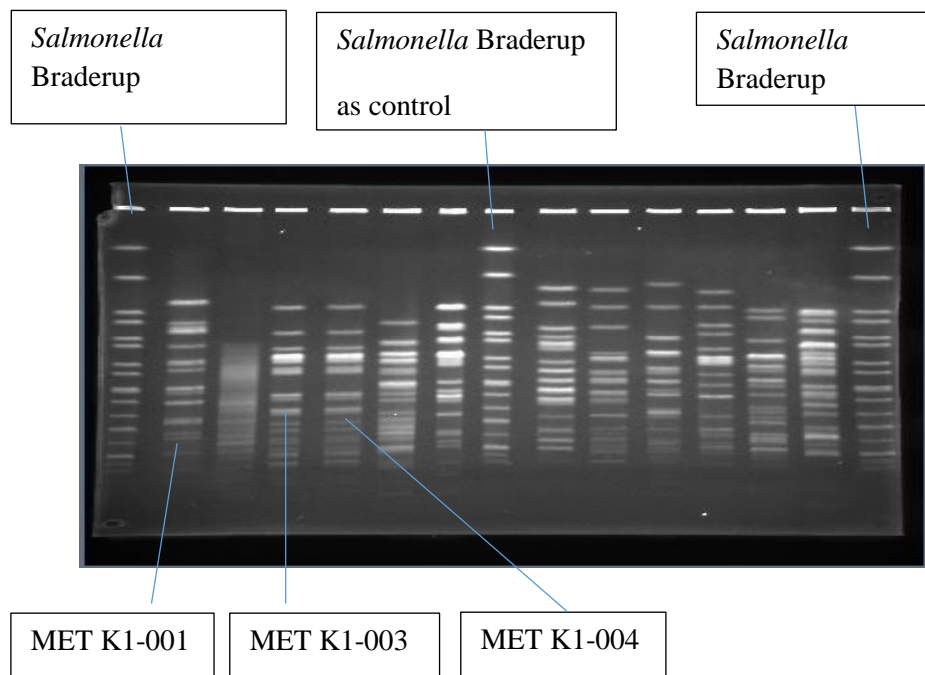 Salmonella
Braderup
Salmonella Braderup
as control
Salmonella
Braderup
MET K1-001
MET K1-003
MET K1-004